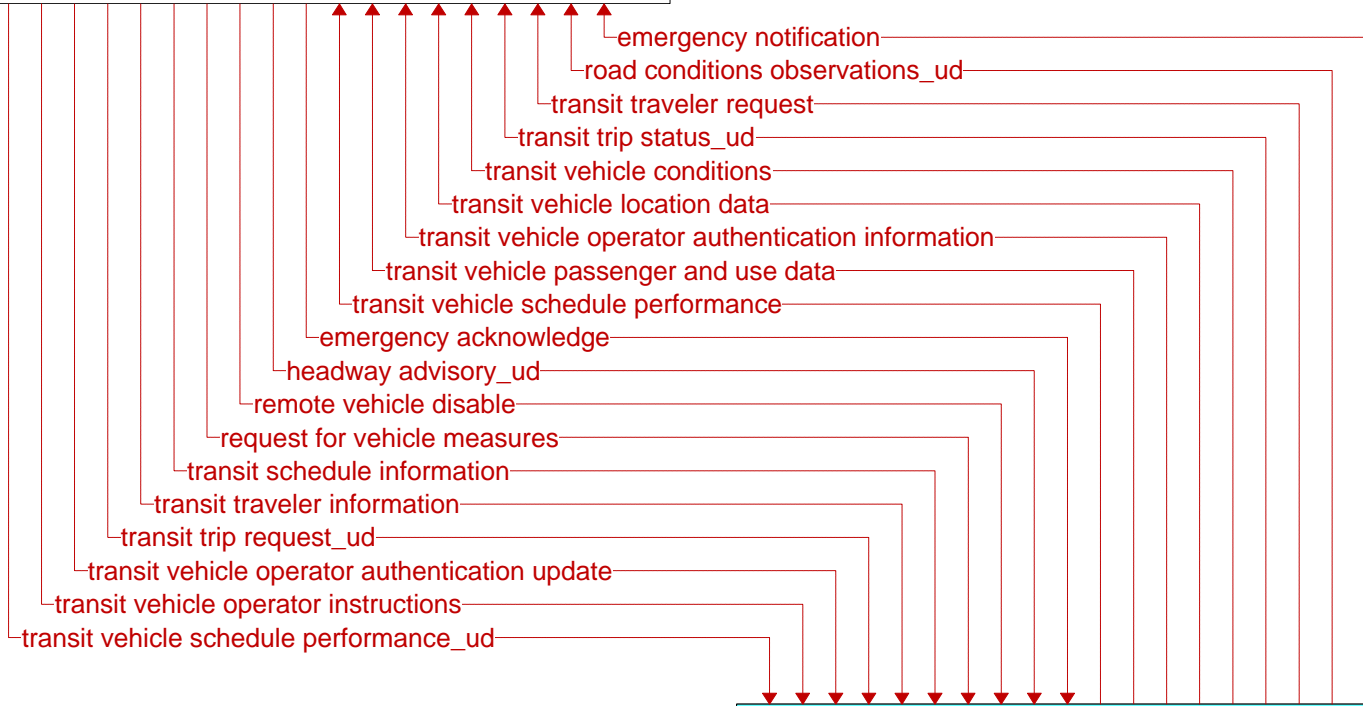 emergency notification
road conditions observations_ud
transit traveler request
transit trip status_ud
transit vehicle conditions
transit vehicle location data
transit vehicle operator authentication information
transit vehicle passenger and use data
transit vehicle schedule performance
emergency acknowledge
headway advisory_ud
remote vehicle disable
request for vehicle measures
transit schedule information
transit traveler information
transit trip request_ud
transit vehicle operator authentication update
transit vehicle operator instructions
transit vehicle schedule performance_ud